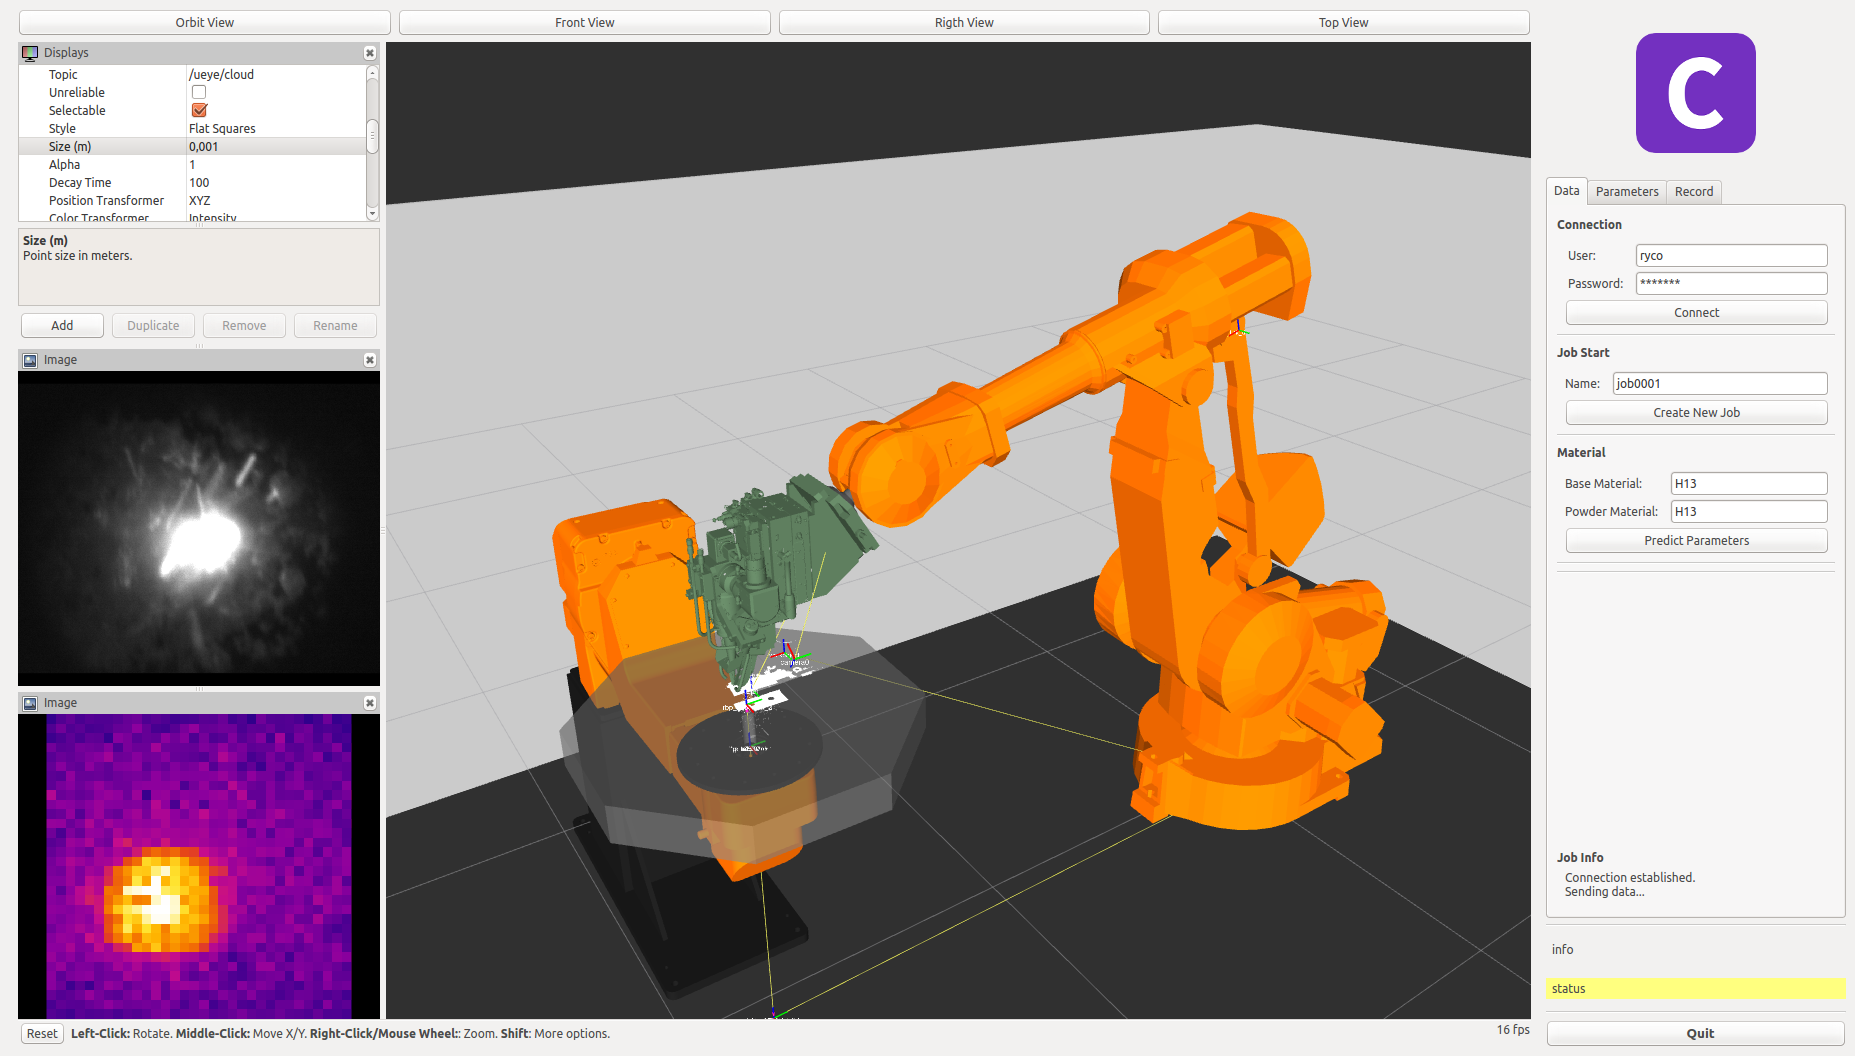 Orbit View
Front View
Rigth View
Top View
Displays
Topic /ueye/cloud
Unreliable
Selectable
Style Flat Squares
Size (m) 0,001
Alpha 1
Decay Time 100
Position Transformer XYZ
Color Transformer Intensity
Size (m)
Point size in meters.
Add
Duplicate
Remove
Rename
Image
Image
camera0
C
Data
Parameters
Record
Connection
User: ryco
Password: *******
Connect
Job Start
Name: job0001
Create New Job
Material
Base Material: H13
Powder Material: H13
Predict Parameters
Job Info
Connection established.
Sending data...
info
status
Quit
Reset
Left-Click: Rotate. Middle-Click: Move X/Y. Right-Click/Mouse Wheel:: Zoom. Shift: More options.
16 fps